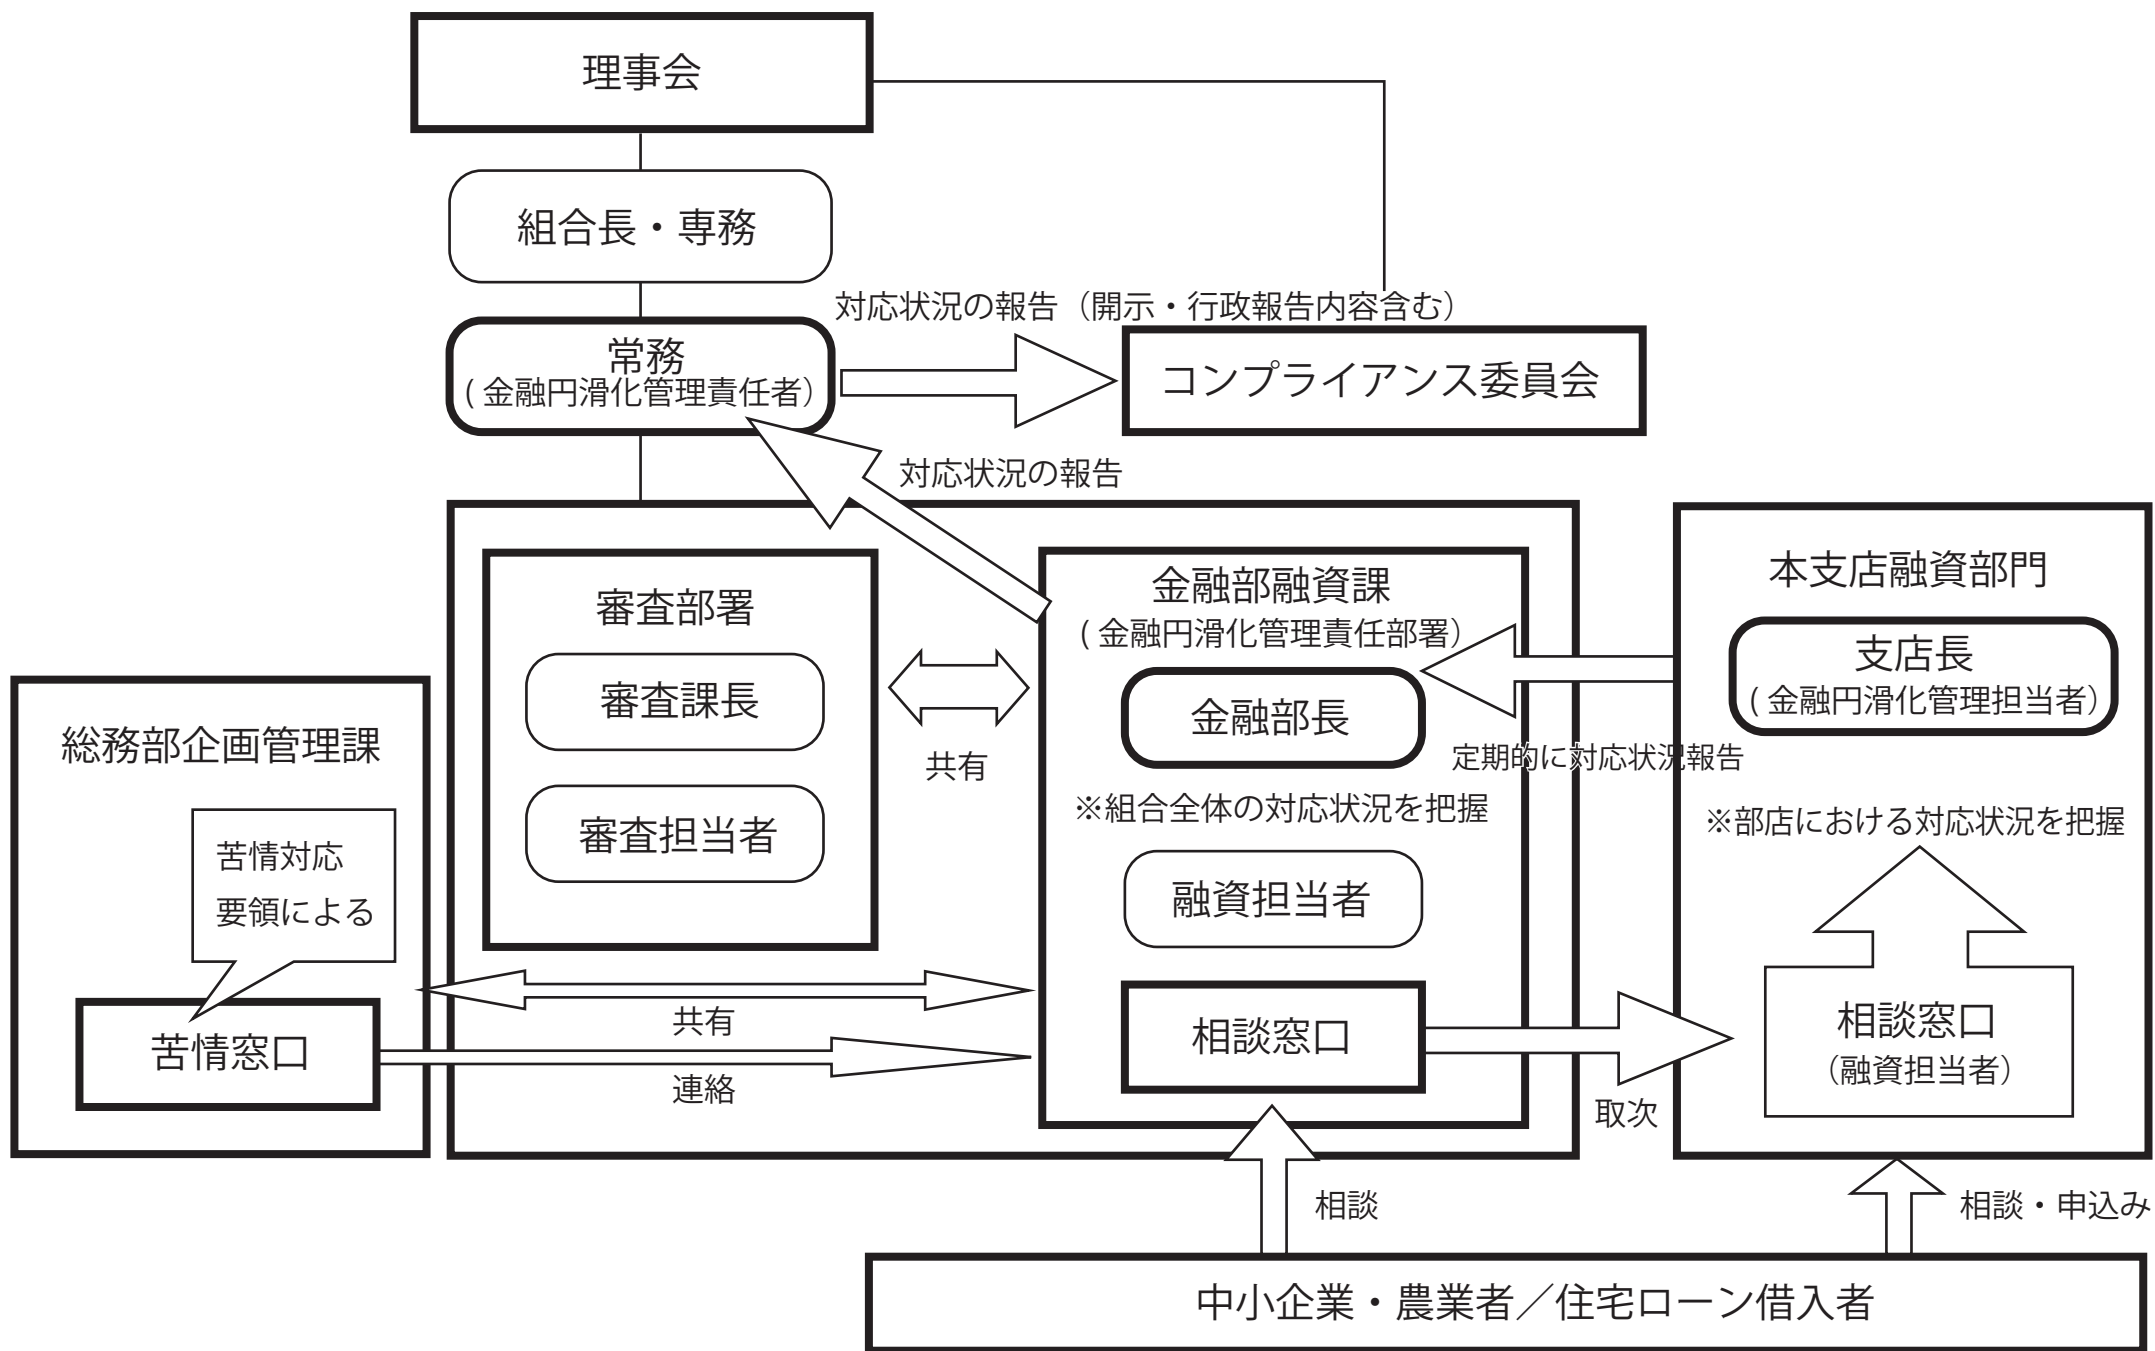 理事会
組合長・専務
対応状況の報告（開示・行政報告内容含む）
常務
(金融円滑化管理責任者）
コンプライアンス委員会
対応状況の報告
審査部署
審査課長
審査担当者
共有
金融部融資課
(金融円滑化管理責任部署）
金融部長
※組合全体の対応状況を把握
融資担当者
相談窓口
本支店融資部門
支店長
(金融円滑化管理担当者）
定期的に対応状況報告
※部店における対応状況を把握
相談窓口
（融資担当者）
総務部企画管理課
苦情対応
要領による
苦情窓口
共有
連絡
取次
相談
相談・申込み
中小企業・農業者／住宅ローン借入者